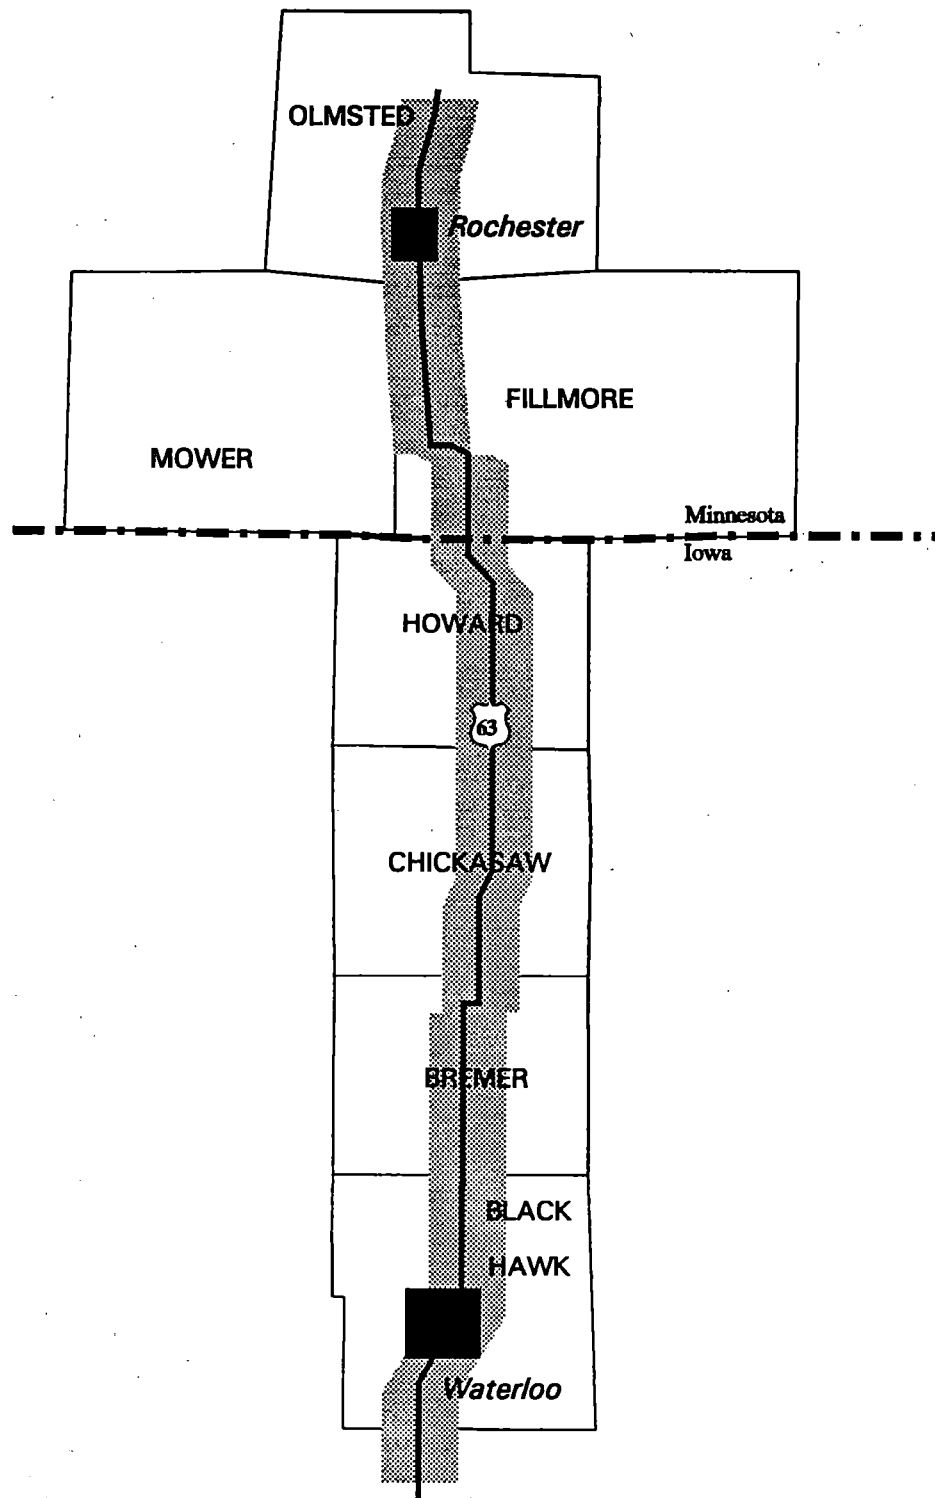 OLMSTED
Rochester
FILLMORE
MOWER
Minnesota
Iowa
HOWARD
63
CHICKASAW
BREMER
BLACK
HAWK
Waterloo